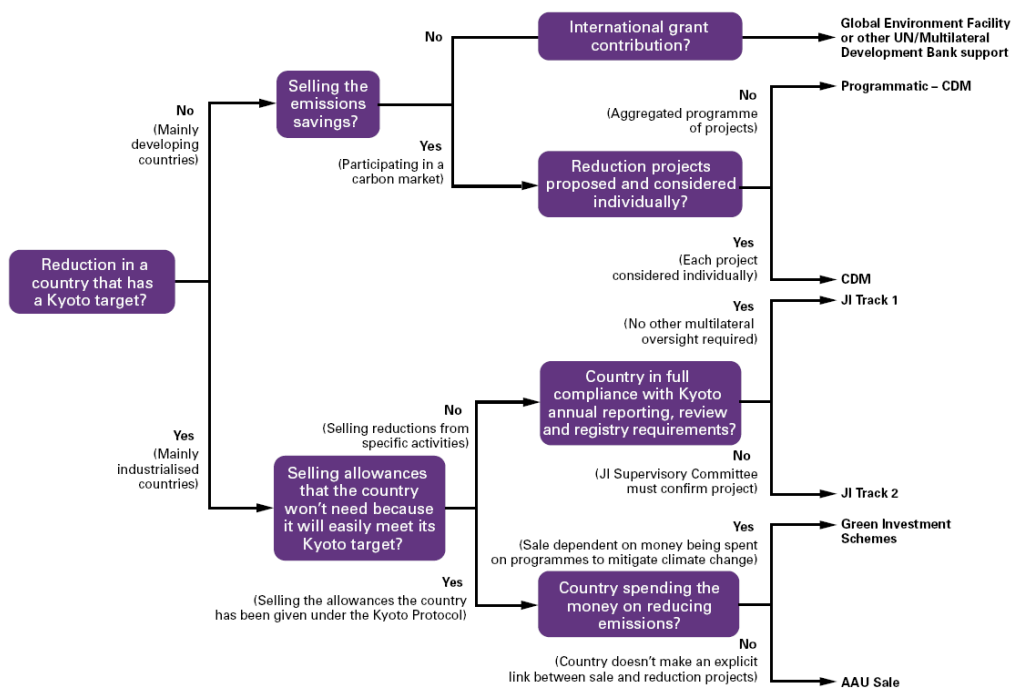 No
International grant
contribution?
Global Environment Facility
or other UN/Multilateral
Development Bank support
Selling the
emissions
savings?
No
(Mainly
developing
countries)
Yes
(Participating in a
carbon market)
No
(Aggregated programme
of projects)
Programmatic – CDM
Reduction projects
proposed and considered
individually?
Yes
(Each project
considered individually)
CDM
Reduction in a
country that has
a Kyoto target?
Yes
(No other multilateral
oversight required)
JI Track 1
Country in full
compliance with Kyoto
annual reporting, review
and registry requirements?
No
(Selling reductions from
specific activities)
Yes
(Mainly
industrialised
countries)
No
(JI Supervisory Committee
must confirm project)
JI Track 2
Selling allowances
that the country
won't need because
it will easily meet its
Kyoto target?
Yes
(Sale dependent on money being spent
on programmes to mitigate climate change)
Green Investment
Schemes
Yes
(Selling the allowances the country
has been given under the Kyoto Protocol)
Country spending the
money on reducing
emissions?
No
(Country doesn't make an explicit
link between sale and reduction projects)
AAU Sale